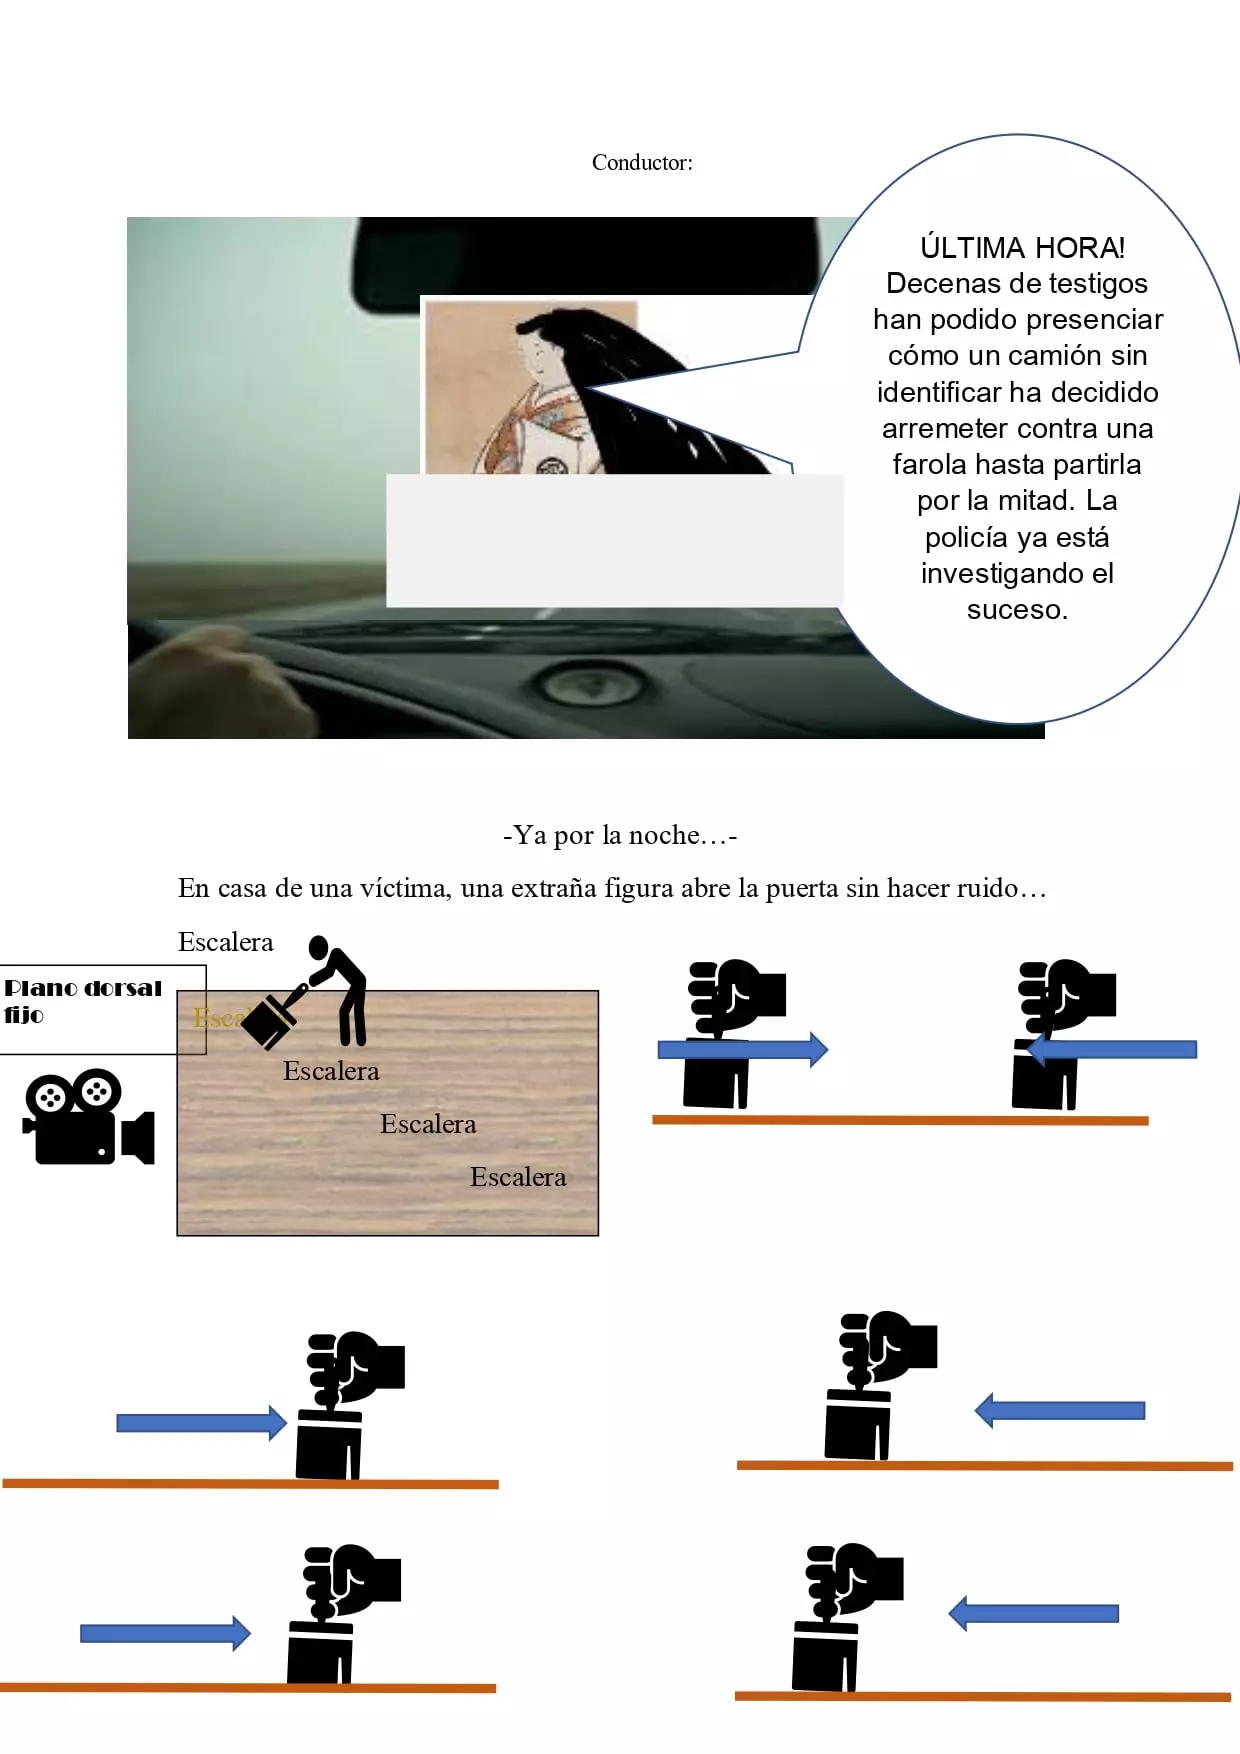 Conductor:
ÚLTIMA HORA!
Decenas de testigos
han podido presenciar
cómo un camión sin
identificar ha decidido
arremeter contra una
farola hasta partirla
por la mitad. La
policía ya está
investigando el
suceso.
-Ya por la noche…-
En casa de una víctima, una extraña figura abre la puerta sin hacer ruido…
Escalera
Plano dorsal
fijo
Escalera
Escalera
Escalera